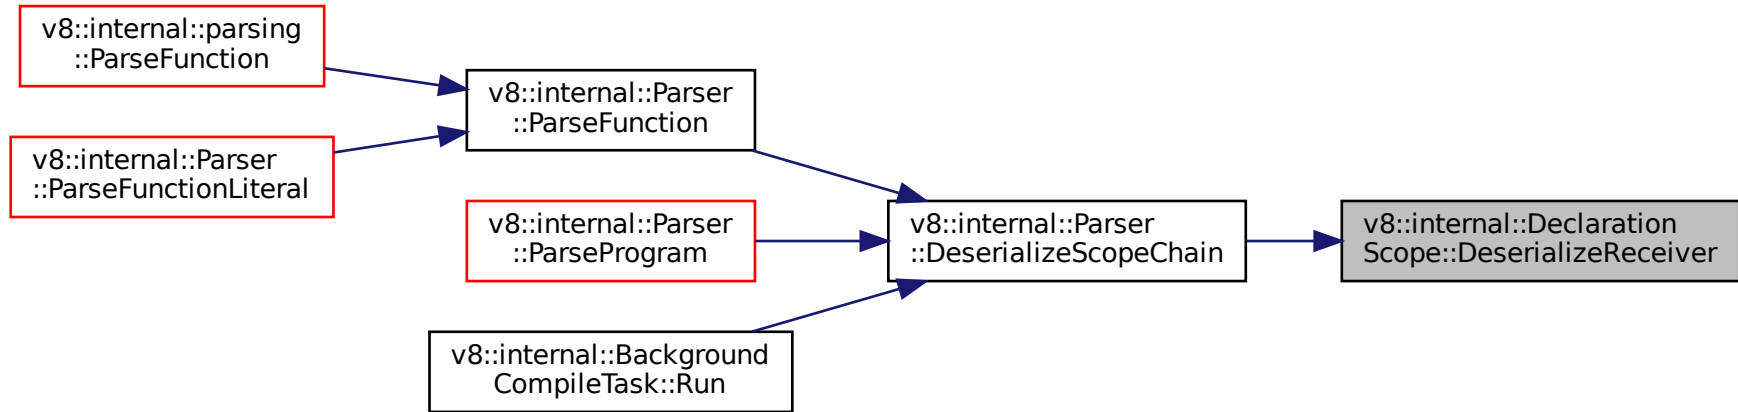 v8::internal::parsing
::ParseFunction
v8::internal::Parser
::ParseFunctionLiteral
v8::internal::Parser
::ParseFunction
v8::internal::Parser
::ParseProgram
v8::internal::Background
CompileTask::Run
v8::internal::Parser
::DeserializeScopeChain
v8::internal::Declaration
Scope::DeserializeReceiver